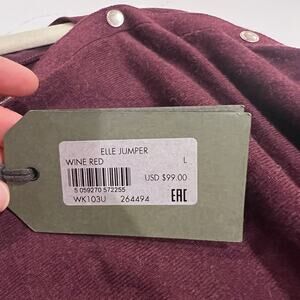 ELLE JUMPER
WINE RED L
USD $99.00
5 059270 572255
WK103U 264494 EAC